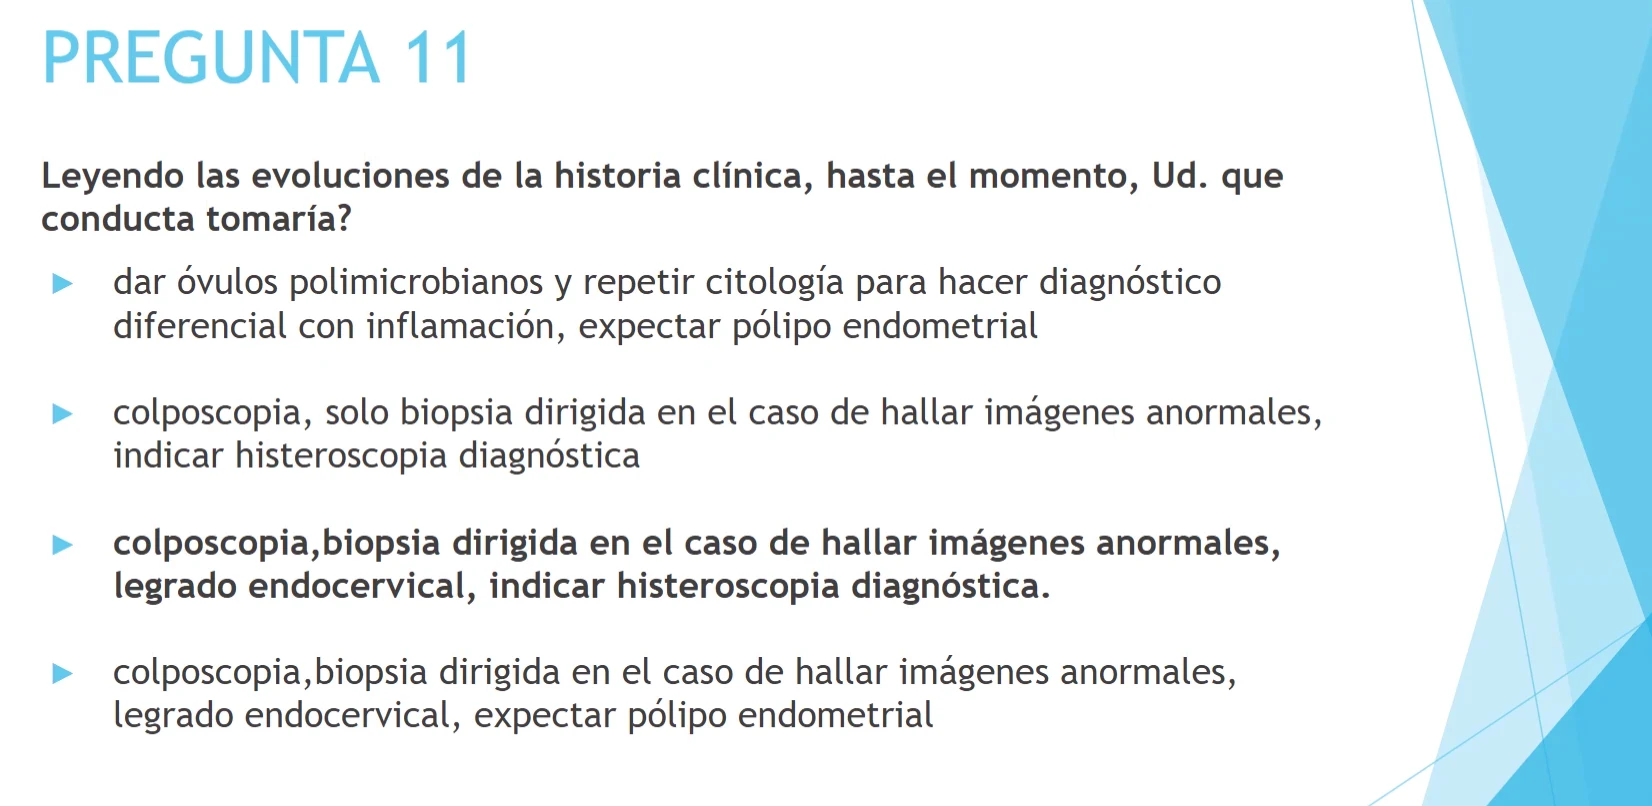 PREGUNTA 11
Leyendo las evoluciones de la historia clínica, hasta el momento, Ud. que
conducta tomaría?
dar óvulos polimicrobianos y repetir citología para hacer diagnóstico
diferencial con inflamación, expectar pólipo endometrial
colposcopia, solo biopsia dirigida en el caso de hallar imágenes anormales,
indicar histeroscopia diagnóstica
colposcopia,biopsia dirigida en el caso de hallar imágenes anormales,
legrado endocervical, indicar histeroscopia diagnóstica.
colposcopia,biopsia dirigida en el caso de hallar imágenes anormales,
legrado endocervical, expectar pólipo endometrial